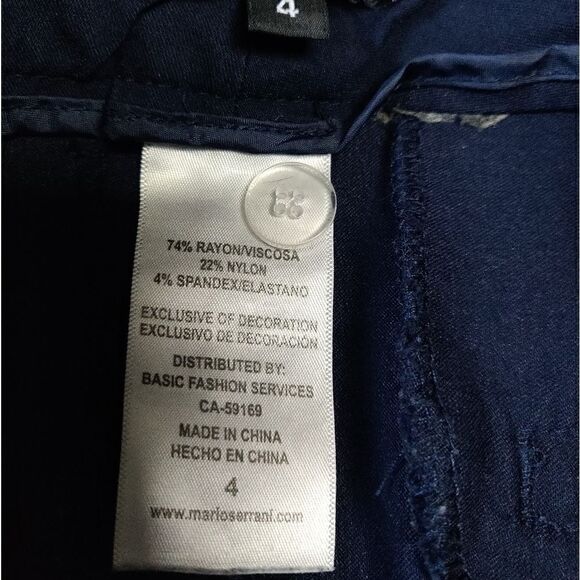 4
74% RAYON/VISCOSA
22% NYLON
4% SPANDEX/ELASTANO
EXCLUSIVE OF DECORATION
EXCLUSIVO DE DECORACIÓN
DISTRIBUTED BY:
BASIC FASHION SERVICES
CA-59169
MADE IN CHINA
HECHO EN CHINA
4
www.marioserrani.com